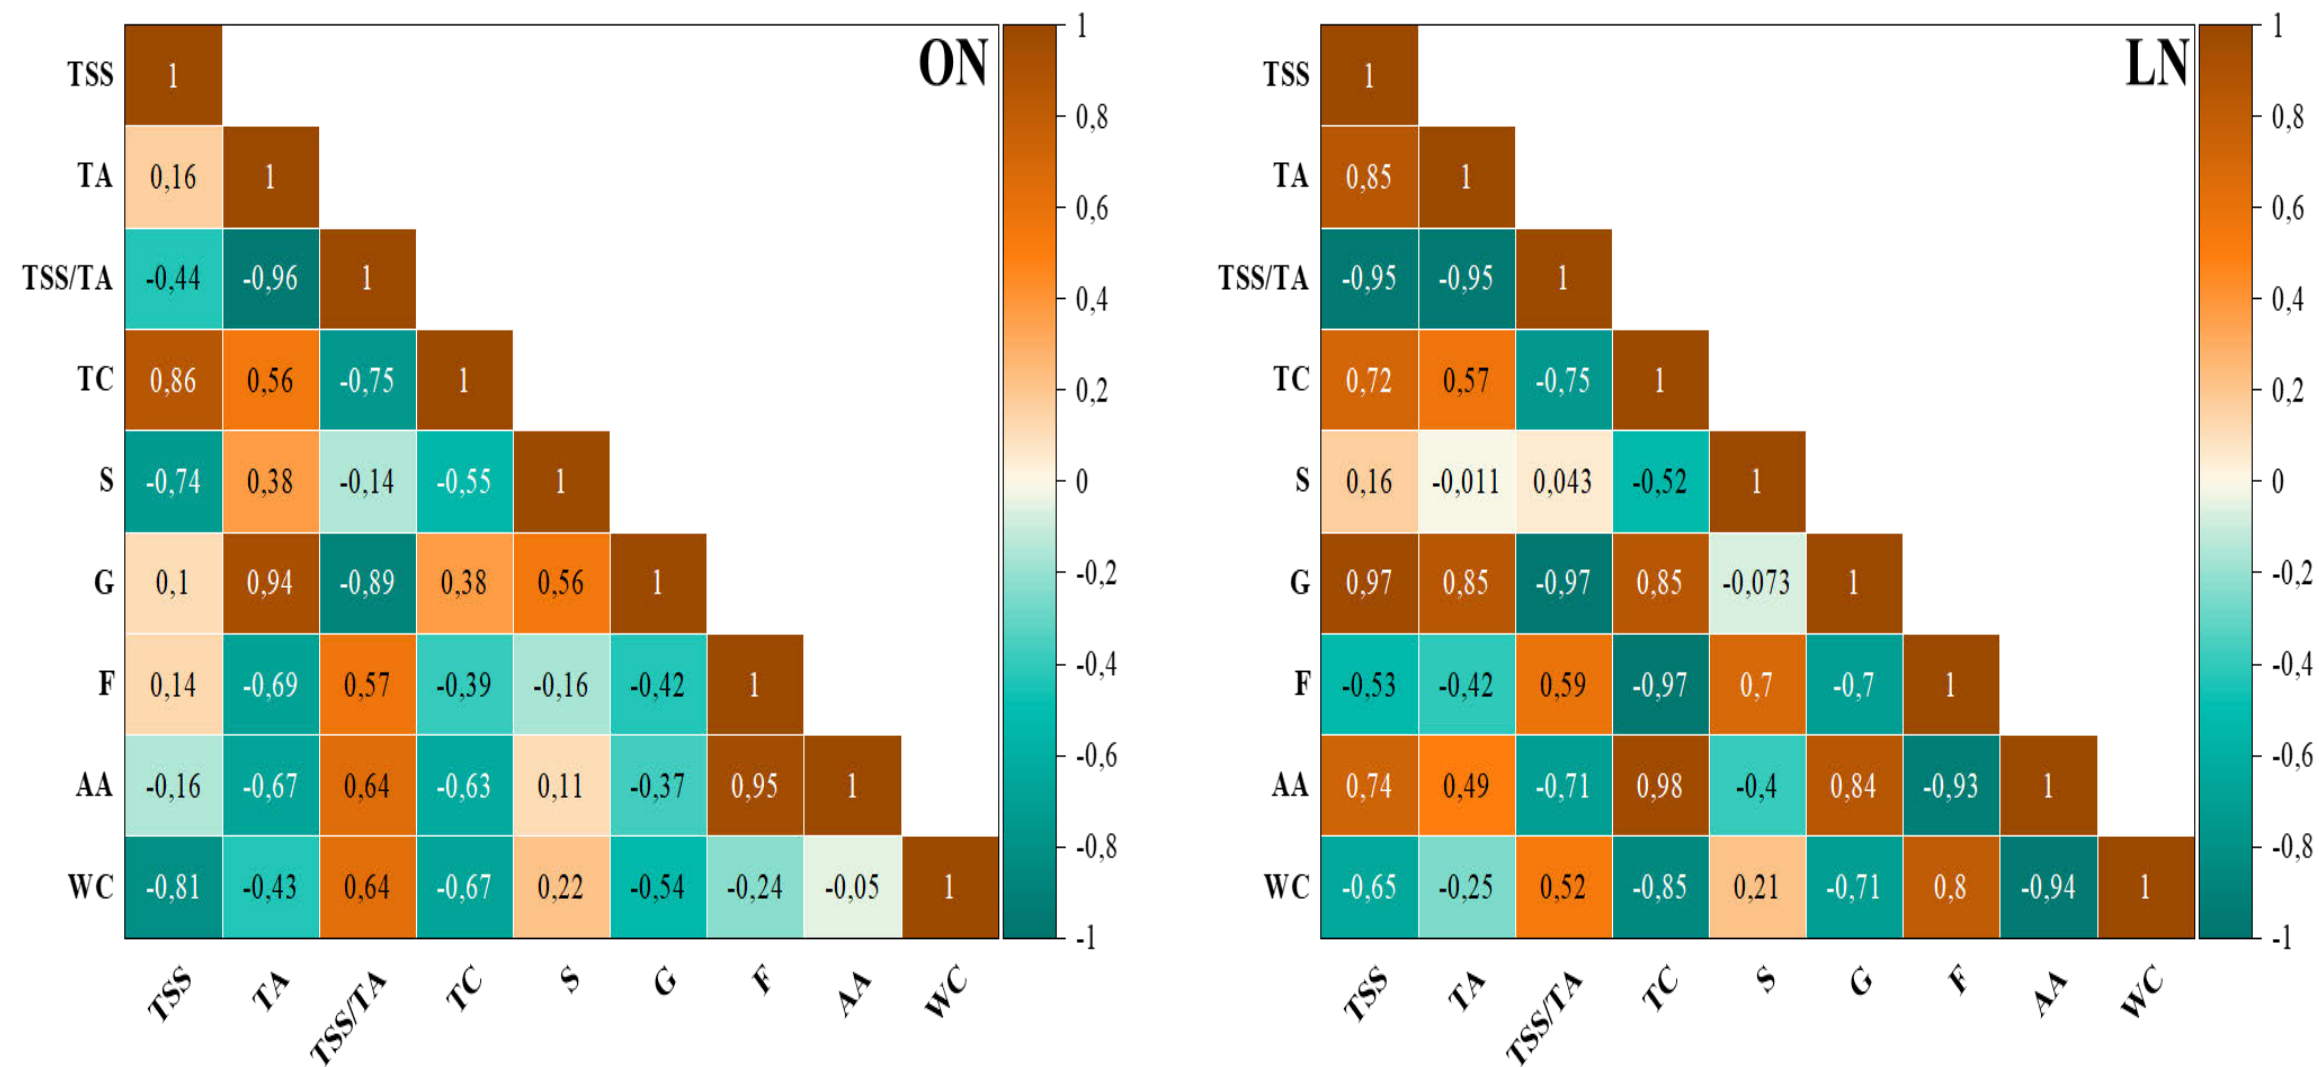 ON
TSS 1
TA 0,16 1
TSS/TA -0,44 -0,96 1
TC 0,86 0,56 -0,75 1
S -0,74 0,38 -0,14 -0,55 1
G 0,1 0,94 -0,89 0,38 0,56 1
F 0,14 -0,69 0,57 -0,39 -0,16 -0,42 1
AA -0,16 -0,67 0,64 -0,63 0,11 -0,37 0,95 1
WC -0,81 -0,43 0,64 -0,67 0,22 -0,54 -0,24 -0,05 1
TSS TA TSS/TA TC S G F AA WC
1
0,8
0,6
0,4
0,2
0
-0,2
-0,4
-0,6
-0,8
-1
LN
TSS 1
TA 0,85 1
TSS/TA -0,95 -0,95 1
TC 0,72 0,57 -0,75 1
S 0,16 -0,011 0,043 -0,52 1
G 0,97 0,85 -0,97 0,85 -0,073 1
F -0,53 -0,42 0,59 -0,97 0,7 -0,7 1
AA 0,74 0,49 -0,71 0,98 -0,4 0,84 -0,93 1
WC -0,65 -0,25 0,52 -0,85 0,21 -0,71 0,8 -0,94 1
TSS TA TSS/TA TC S G F AA WC
1
0,8
0,6
0,4
0,2
0
-0,2
-0,4
-0,6
-0,8
-1